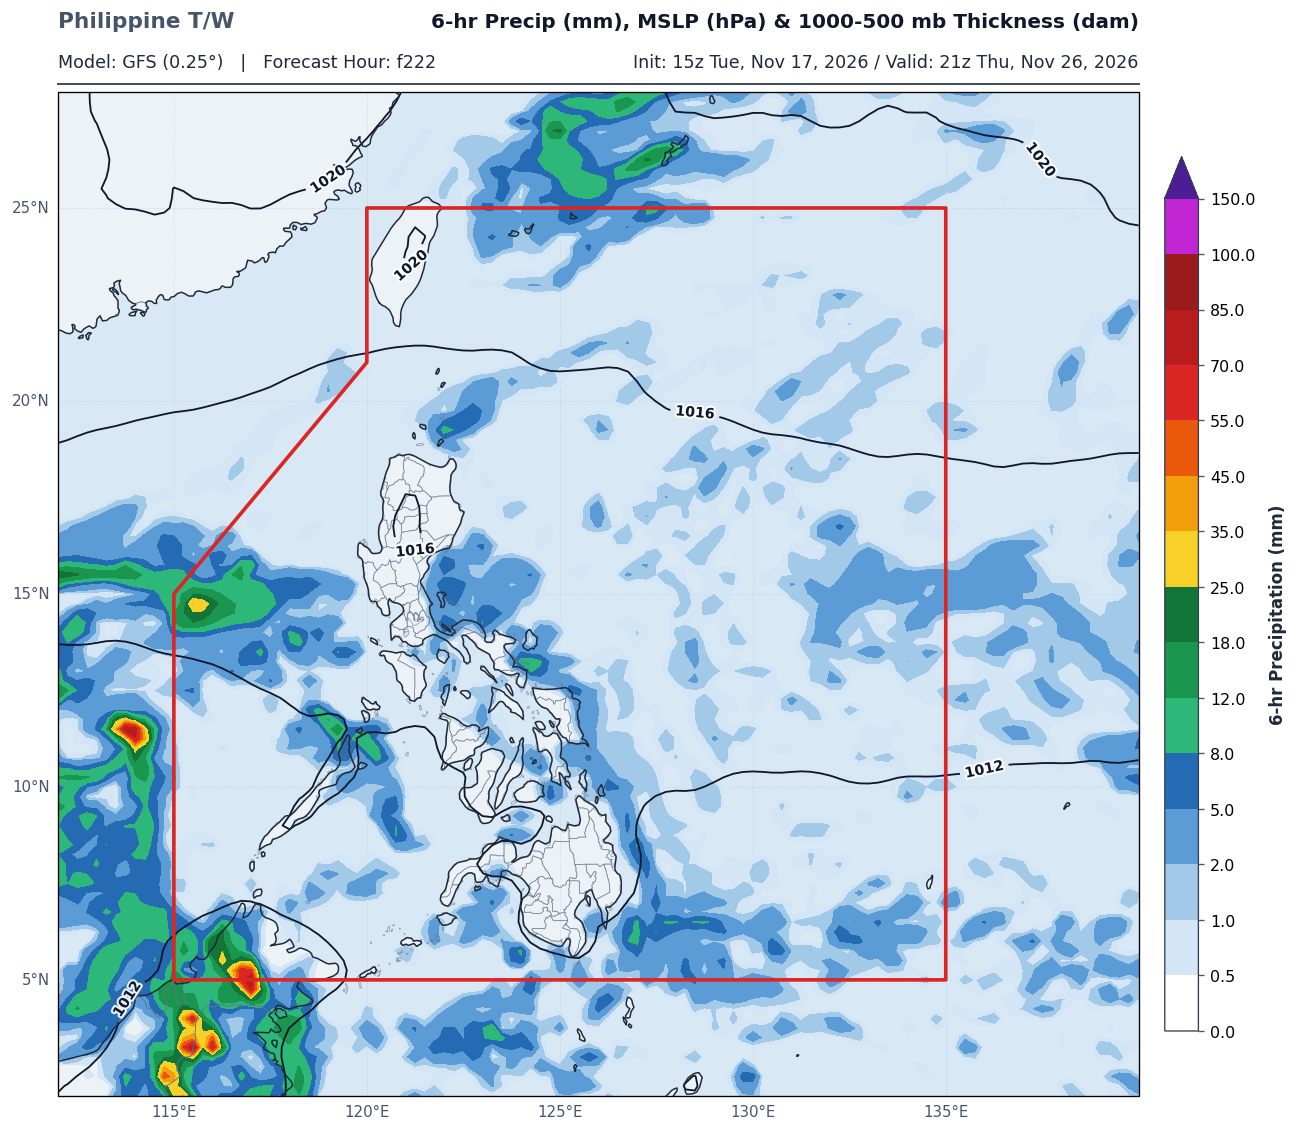 Philippine T/W
6-hr Precip (mm), MSLP (hPa) & 1000-500 mb Thickness (dam)
Model: GFS (0.25°) | Forecast Hour: f222
Init: 15z Tue, Nov 17, 2026 / Valid: 21z Thu, Nov 26, 2026
1020
1020
1020
1016
1016
1012
1012
25°N
20°N
15°N
10°N
5°N
115°E
120°E
125°E
130°E
135°E
150.0
100.0
85.0
70.0
55.0
45.0
35.0
25.0
18.0
12.0
8.0
5.0
2.0
1.0
0.5
0.0
6-hr Precipitation (mm)